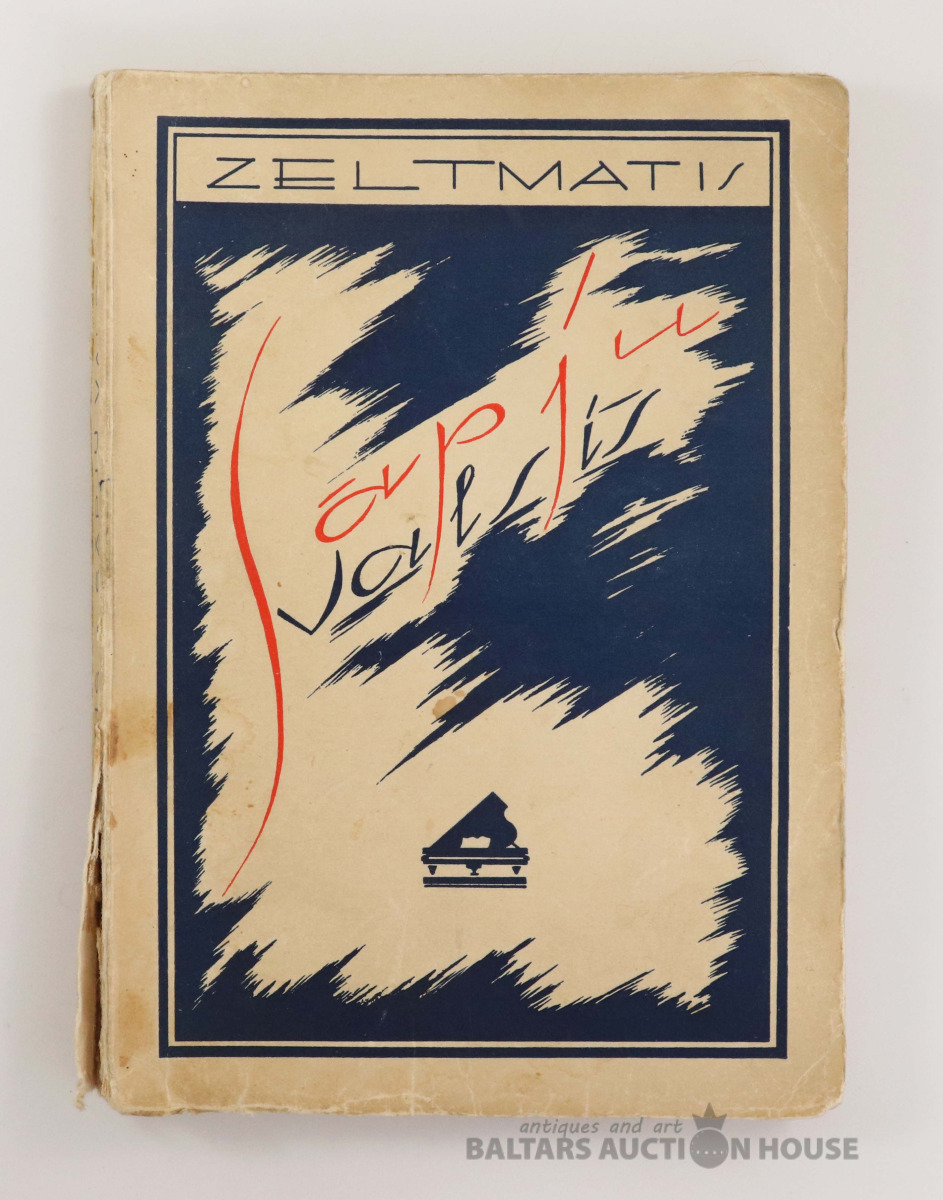 ZELTMATIS
Sāpju
valsis
antiques and art
BALTARS AUCTION HOUSE